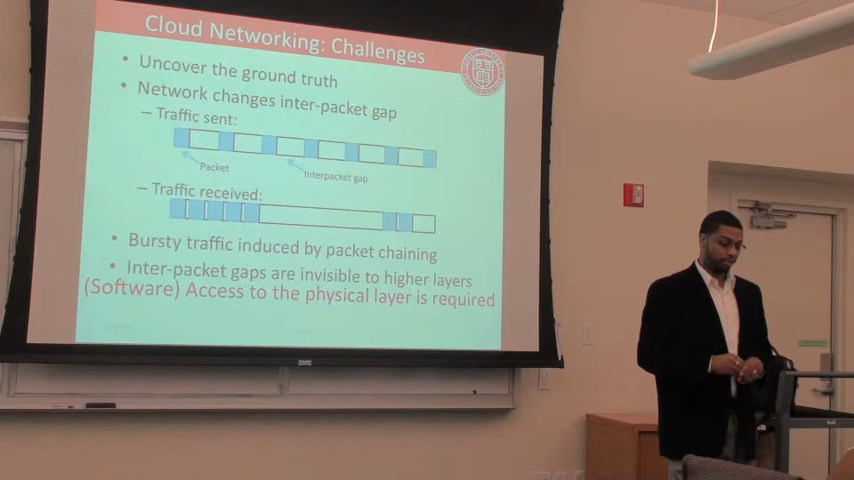 Cloud Networking: Challenges
• Uncover the ground truth
• Network changes inter-packet gap
– Traffic sent:
Packet
Interpacket gap
– Traffic received:
• Bursty traffic induced by packet chaining
• Inter-packet gaps are invisible to higher layers
(Software) Access to the physical layer is required